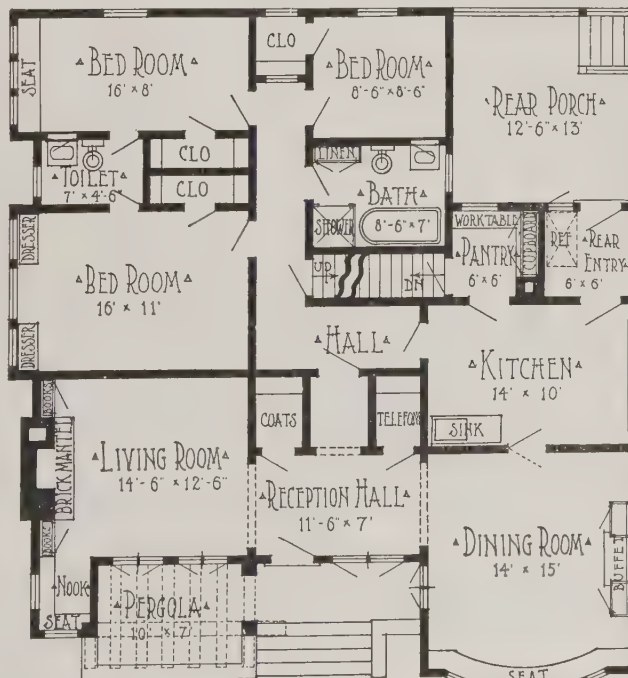 BED ROOM
16' × 8'
SEAT
CLO
BED ROOM
8'-6" × 8'-6"
REAR PORCH
12'-6" × 13'
TOILET
7' × 4'-6"
CLO
CLO
LINEN
BATH
8'-6" × 7'
SHOWER
WORKTABLE
PANTRY
6' × 6'
CUPBOARD
REF
REAR
ENTRY
6' × 6'
DRESSER
BED ROOM
16' × 11'
DRESSER
UP
DN
HALL
KITCHEN
14' × 10'
SINK
COATS
TELEFONE
BOOKS
BRICK MANTEL
LIVING ROOM
14'-6" × 12'-6"
RECEPTION HALL
11'-6" × 7'
BOOKS
NOOK
SEAT
PERGOLA
10' × 7'
DINING ROOM
14' × 15'
BUFFET
SEAT